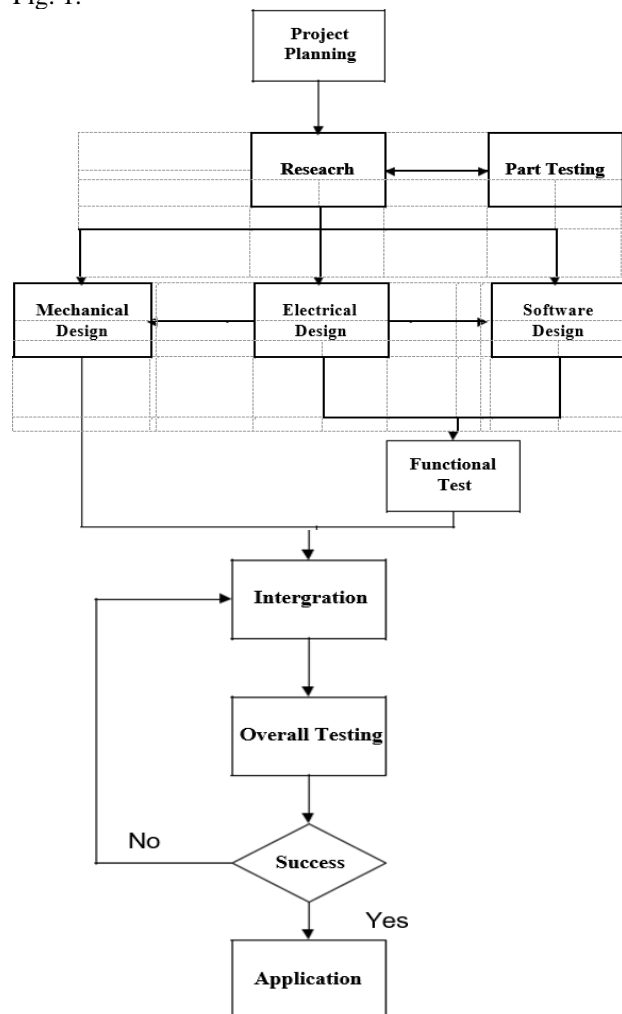 Fig. 1.
Project
Planning
Reseacrh
Part Testing
Mechanical
Design
Electrical
Design
Software
Design
Functional
Test
Intergration
Overall Testing
No
Success
Yes
Application